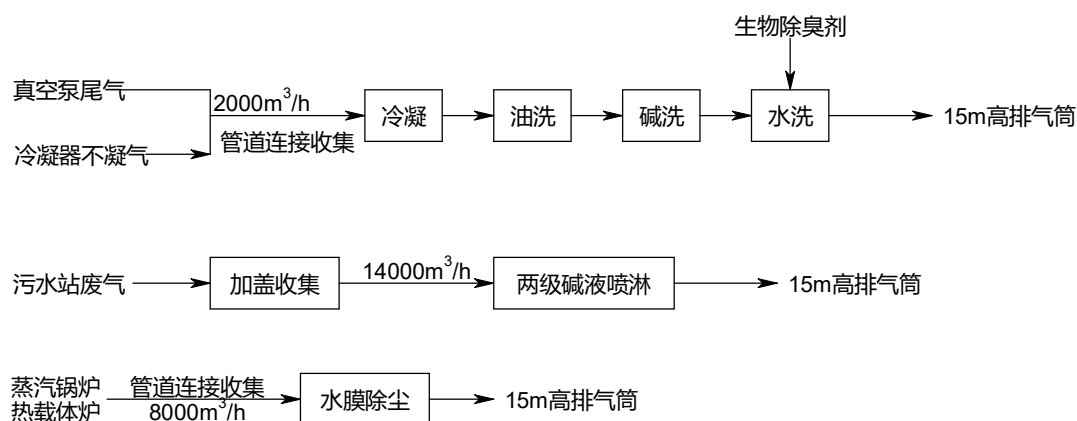 生物除臭剂
真空泵尾气
2000m³/h
冷凝
油洗
碱洗
水洗
15m高排气筒
冷凝器不凝气
管道连接收集
污水站废气
加盖收集
14000m³/h
两级碱液喷淋
15m高排气筒
蒸汽锅炉
热载体炉
管道连接收集
8000m³/h
水膜除尘
15m高排气筒